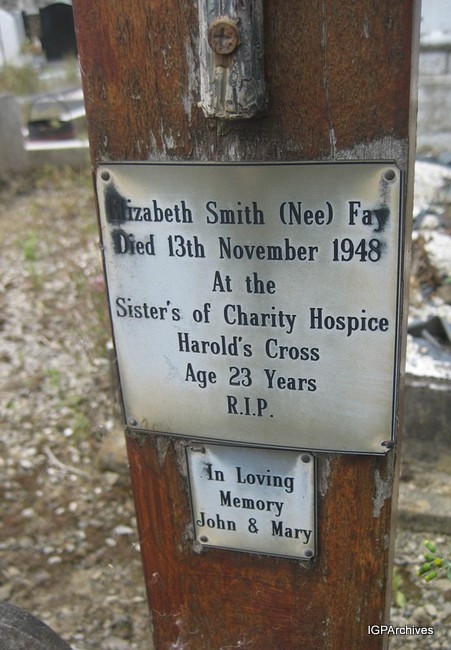 Elizabeth Smith (Nee) Fay
Died 13th November 1948
At the
Sister's of Charity Hospice
Harold's Cross
Age 23 Years
R.I.P.
In Loving
Memory
John & Mary
IGPArchives